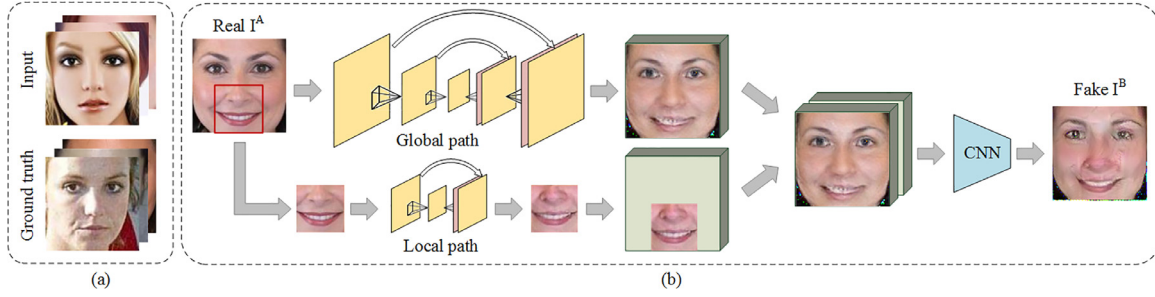 Input
Ground truth
(a)
Real I^A
Global path
Local path
CNN
Fake I^B
(b)